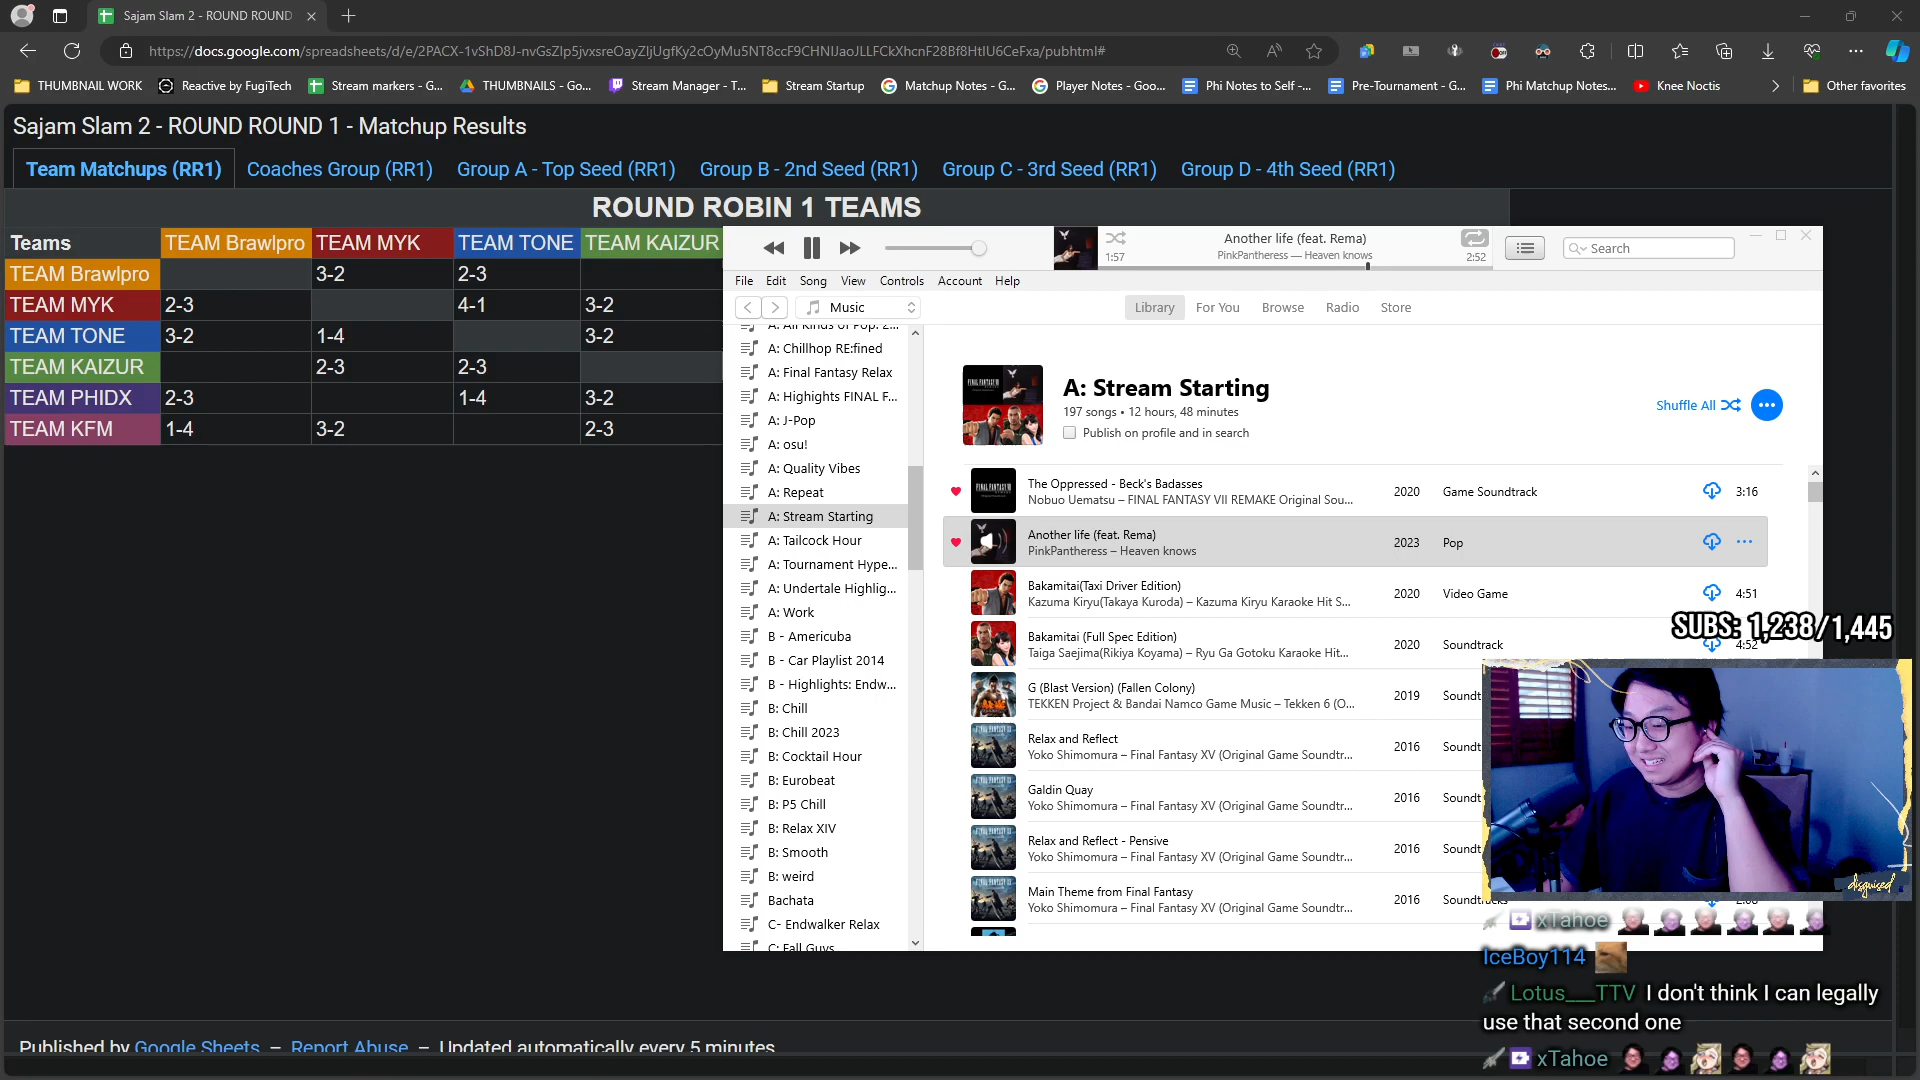 Sajam Slam 2 - ROUND ROUND
https://docs.google.com/spreadsheets/d/e/2PACX-1vShD8J-nvGsZIp5jvxsreOayZIjUgfKy2cOyMu5NT8ccF9CHNIJaoJLLFCkXhcnF28Bf8HtIU6CeFxa/pubhtml#
THUMBNAIL WORK Reactive by FugiTech Stream markers - G... THUMBNAILS - Go... Stream Manager - T... Stream Startup Matchup Notes - G... Player Notes - Goo... Phi Notes to Self -... Pre-Tournament - G... Phi Matchup Notes... Knee Noctis Other favorites
Sajam Slam 2 - ROUND ROUND 1 - Matchup Results
Team Matchups (RR1) Coaches Group (RR1) Group A - Top Seed (RR1) Group B - 2nd Seed (RR1) Group C - 3rd Seed (RR1) Group D - 4th Seed (RR1)
ROUND ROBIN 1 TEAMS
Teams TEAM Brawlpro TEAM MYK TEAM TONE TEAM KAIZUR
TEAM Brawlpro 3-2 2-3
TEAM MYK 2-3 4-1 3-2
TEAM TONE 3-2 1-4 3-2
TEAM KAIZUR 2-3 2-3
TEAM PHIDX 2-3 1-4 3-2
TEAM KFM 1-4 3-2 2-3
Another life (feat. Rema)
1:57 PinkPantheress — Heaven knows 2:52
Search
File Edit Song View Controls Account Help
Music
Library For You Browse Radio Store
A: All Kinds of Pop: 2...
A: Chillhop RE:fined
A: Final Fantasy Relax
A: Highights FINAL F...
A: J-Pop
A: osu!
A: Quality Vibes
A: Repeat
A: Stream Starting
A: Tailcock Hour
A: Tournament Hype...
A: Undertale Highlig...
A: Work
B - Americuba
B - Car Playlist 2014
B - Highlights: Endw...
B: Chill
B: Chill 2023
B: Cocktail Hour
B: Eurobeat
B: P5 Chill
B: Relax XIV
B: Smooth
B: weird
Bachata
C- Endwalker Relax
C: Fall Guys
A: Stream Starting
197 songs • 12 hours, 48 minutes
Publish on profile and in search
Shuffle All
The Oppressed - Beck's Badasses
Nobuo Uematsu – FINAL FANTASY VII REMAKE Original Sou... 2020 Game Soundtrack 3:16
Another life (feat. Rema)
PinkPantheress – Heaven knows 2023 Pop
Bakamitai(Taxi Driver Edition)
Kazuma Kiryu(Takaya Kuroda) – Kazuma Kiryu Karaoke Hit S... 2020 Video Game 4:51
Bakamitai (Full Spec Edition)
Taiga Saejima(Rikiya Koyama) – Ryu Ga Gotoku Karaoke Hit... 2020 Soundtrack 4:52
G (Blast Version) (Fallen Colony)
TEKKEN Project & Bandai Namco Game Music – Tekken 6 (O... 2019 Soundt
Relax and Reflect
Yoko Shimomura – Final Fantasy XV (Original Game Soundtr... 2016 Soundt
Galdin Quay
Yoko Shimomura – Final Fantasy XV (Original Game Soundtr... 2016 Soundt
Relax and Reflect - Pensive
Yoko Shimomura – Final Fantasy XV (Original Game Soundtr... 2016 Soundt
Main Theme from Final Fantasy
Yoko Shimomura – Final Fantasy XV (Original Game Soundtr... 2016
SUBS: 1,238/1,445
disguised
xTahoe
IceBoy114
Lotus___TTV I don't think I can legally
use that second one
xTahoe
Published by Google Sheets – Report Abuse – Updated automatically every 5 minutes